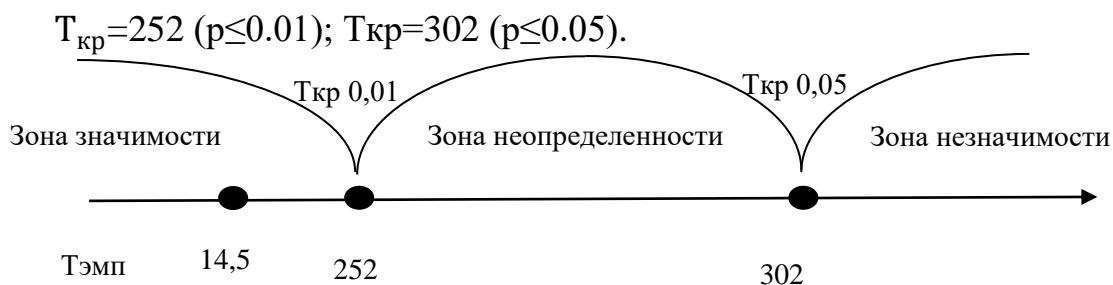 Ткр=252 (p≤0.01); Ткр=302 (p≤0.05).
Ткр 0,01 Ткр 0,05
Зона значимости Зона неопределенности Зона незначимости
Тэмп 14,5 252 302